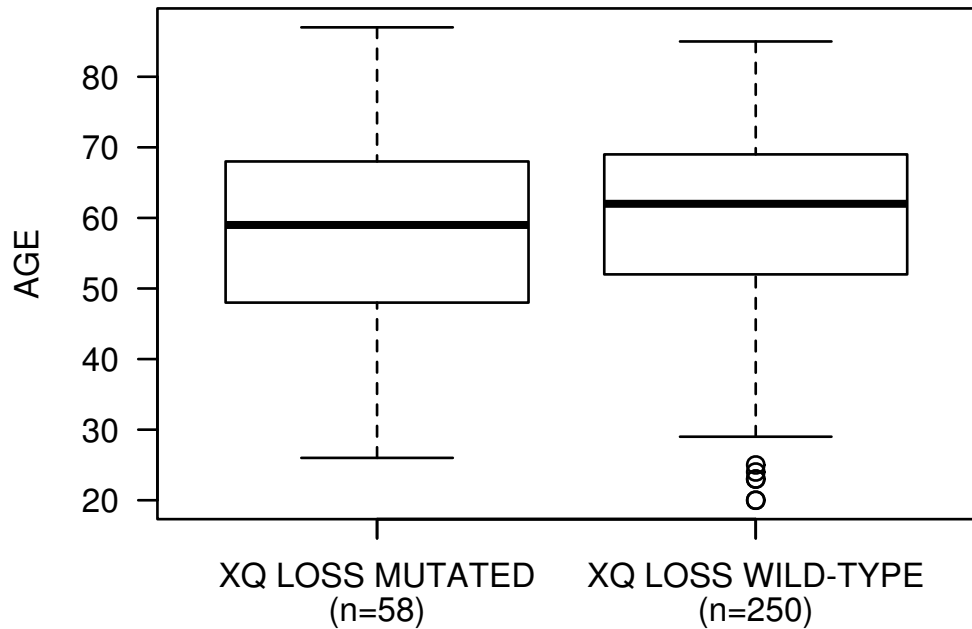 AGE
80
70
60
50
40
30
20
XQ LOSS MUTATED
(n=58)
XQ LOSS WILD-TYPE
(n=250)